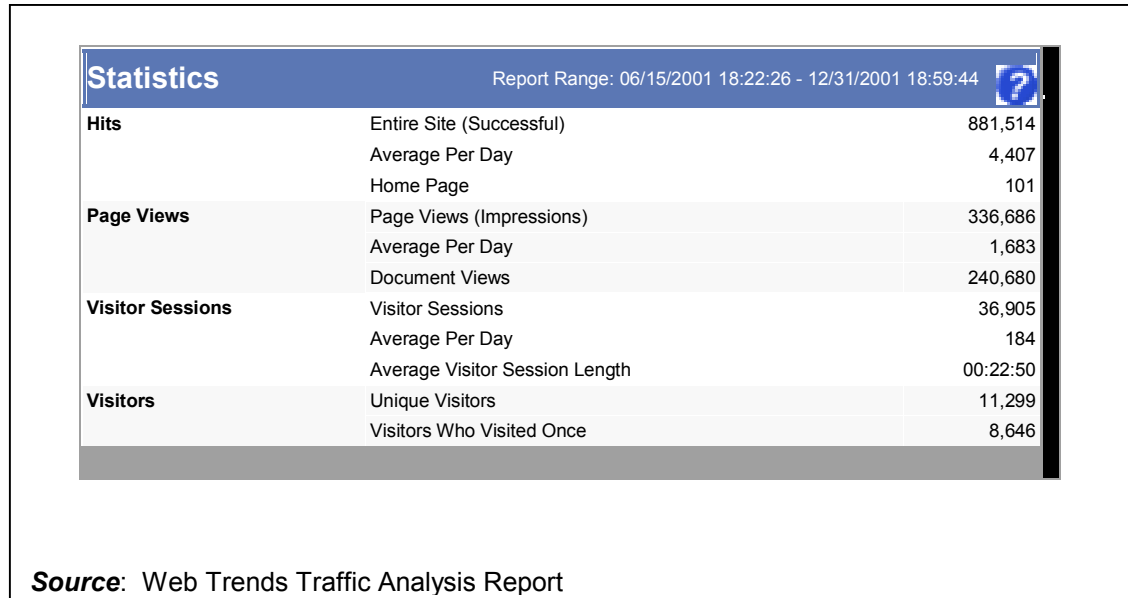 Statistics Report Range: 06/15/2001 18:22:26 - 12/31/2001 18:59:44 ?
Hits Entire Site (Successful) 881,514
Average Per Day 4,407
Home Page 101
Page Views Page Views (Impressions) 336,686
Average Per Day 1,683
Document Views 240,680
Visitor Sessions Visitor Sessions 36,905
Average Per Day 184
Average Visitor Session Length 00:22:50
Visitors Unique Visitors 11,299
Visitors Who Visited Once 8,646
Source: Web Trends Traffic Analysis Report